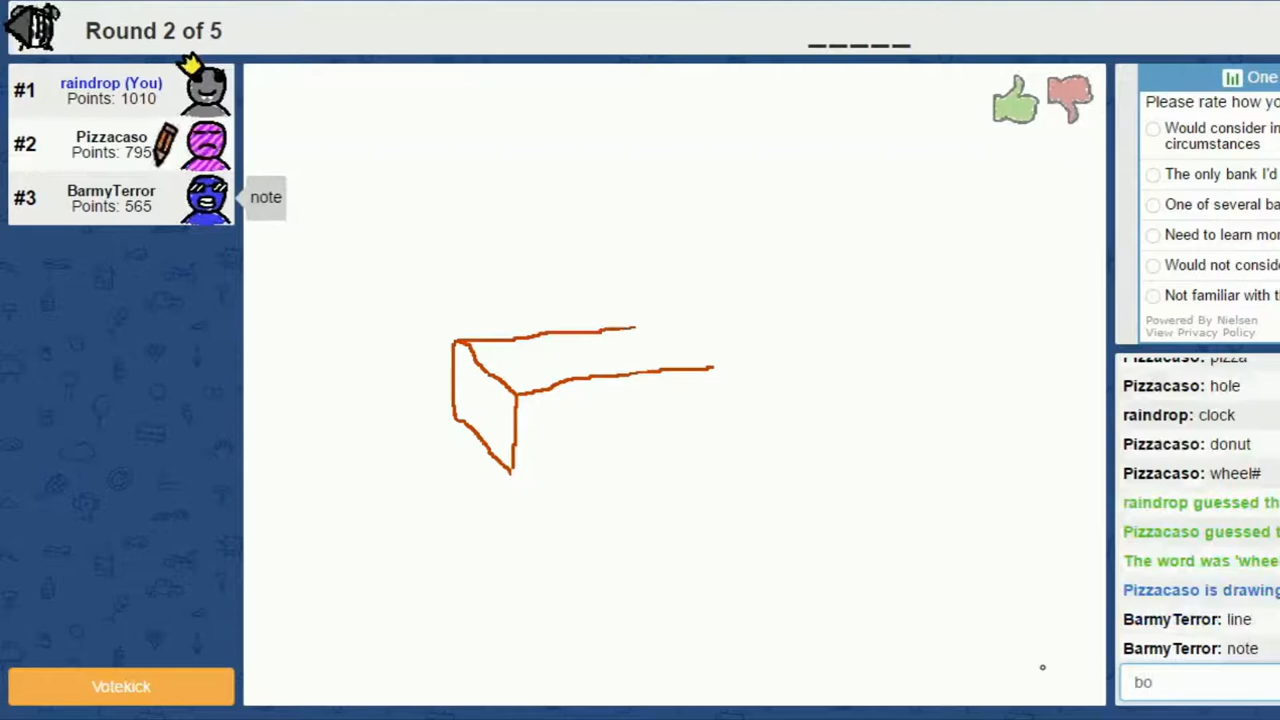 Round 2 of 5
_ _ _ _ _
#1
raindrop (You)
Points: 1010
#2
Pizzacaso
Points: 795
#3
BarmyTerror
Points: 565
note
Votekick
One
Please rate how yo
Would consider in
circumstances
The only bank I'd
One of several ba
Need to learn mor
Would not conside
Not familiar with t
Powered By Nielsen
View Privacy Policy
Pizzacaso: pizza
Pizzacaso: hole
raindrop: clock
Pizzacaso: donut
Pizzacaso: wheel#
raindrop guessed th
Pizzacaso guessed t
The word was 'whee
Pizzacaso is drawing
BarmyTerror: line
BarmyTerror: note
bo